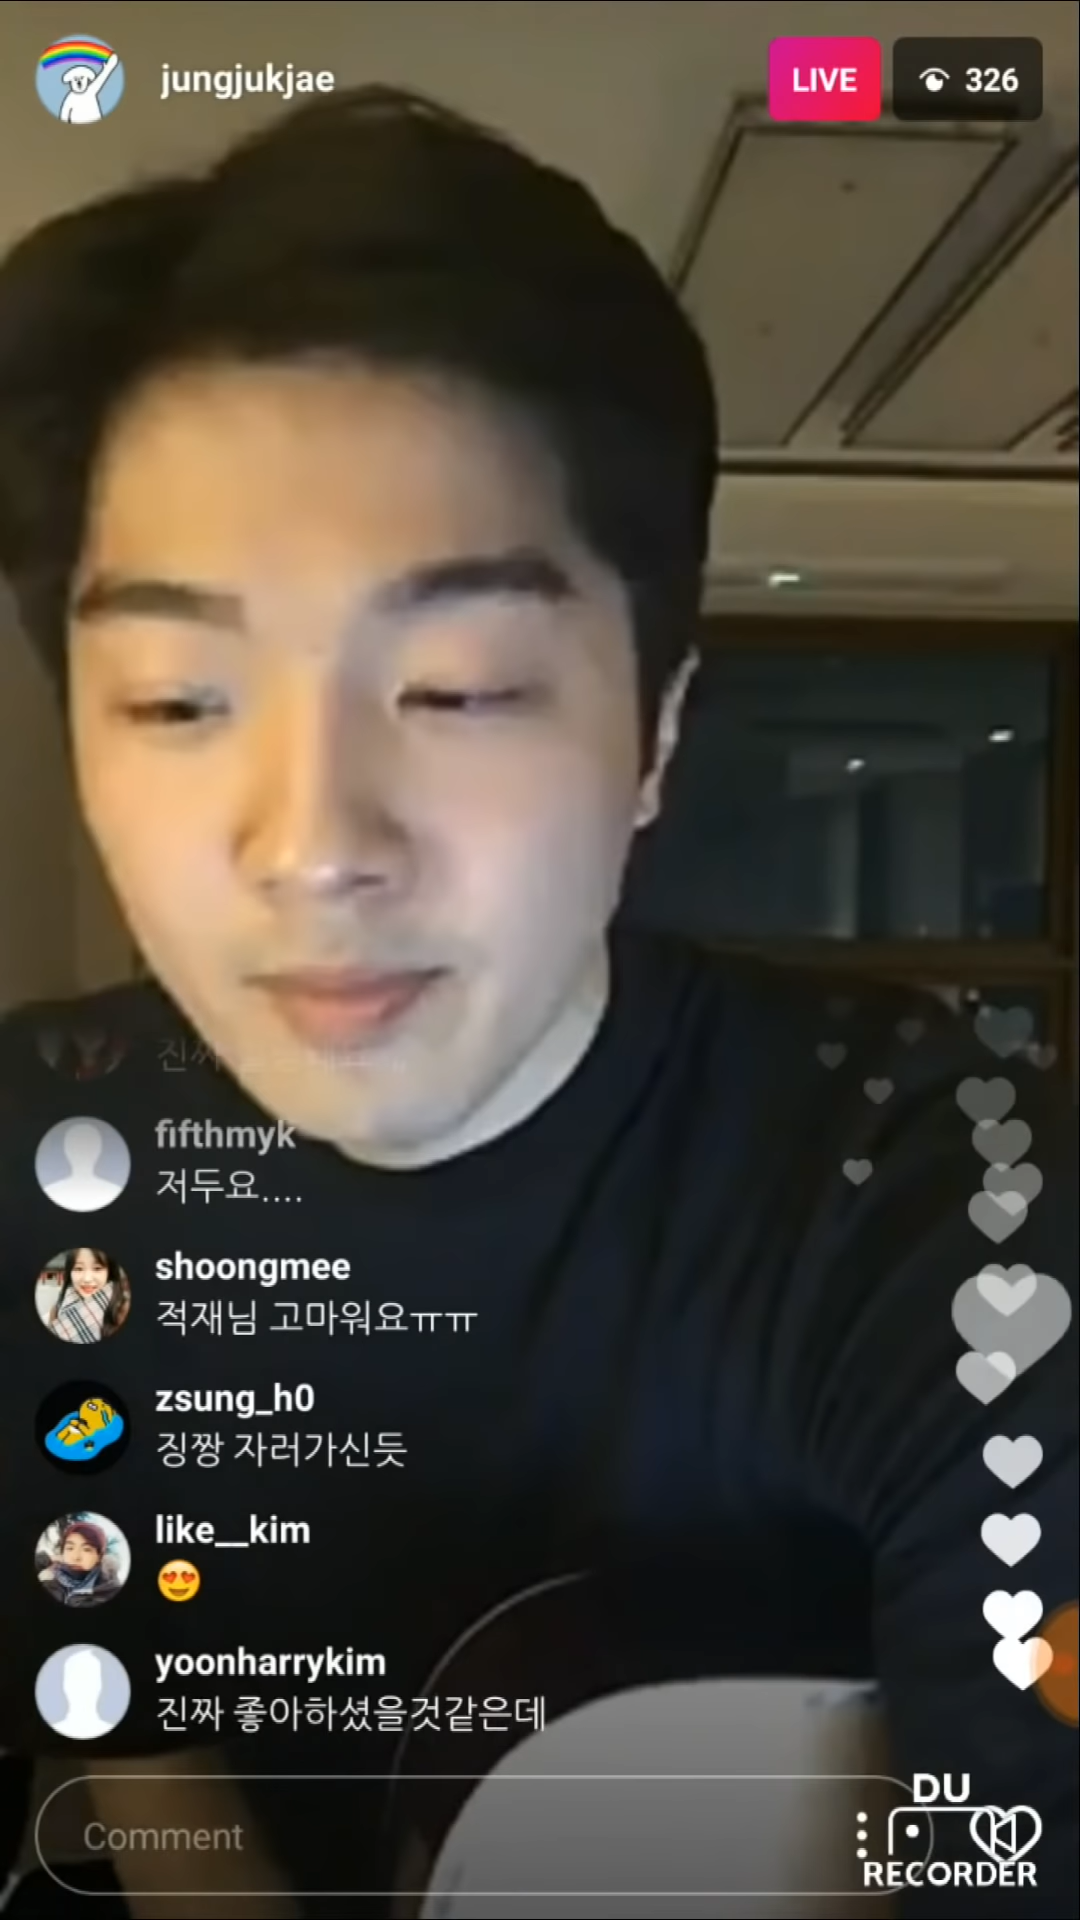 jungjukjae
LIVE
326
진짜
fifthmyk
저두요....
shoongmee
적재님 고마워요ㅠㅠ
zsung_h0
징짱 자러가신듯
like__kim
😍
yoonharrykim
진짜 좋아하셨을것같은데
Comment
DU
RECORDER